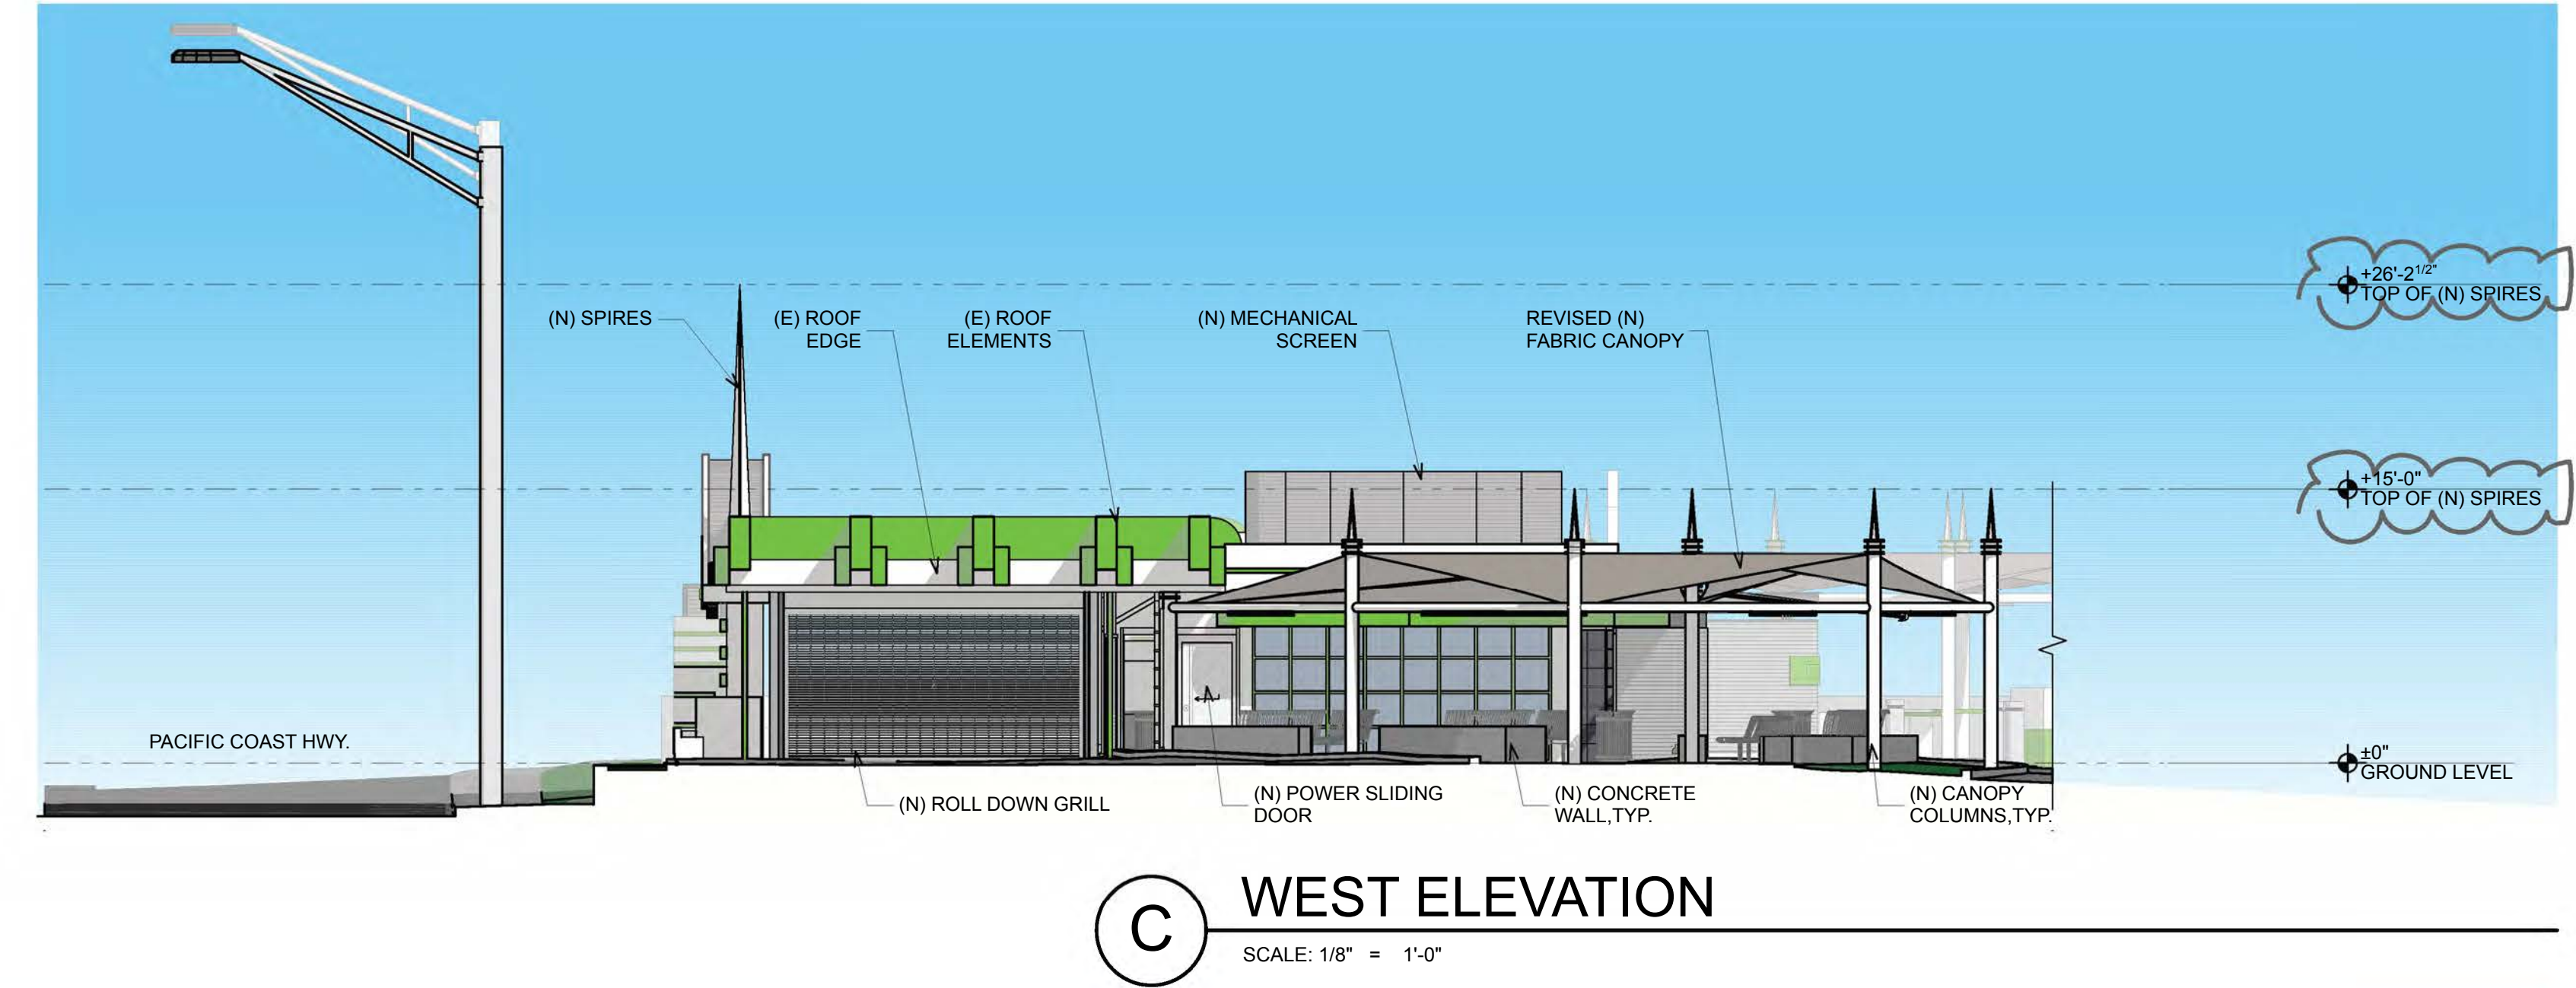 +26'-2 1/2"
TOP OF (N) SPIRES
(N) SPIRES
(E) ROOF
EDGE
(E) ROOF
ELEMENTS
(N) MECHANICAL
SCREEN
REVISED (N)
FABRIC CANOPY
+15'-0"
TOP OF (N) SPIRES
PACIFIC COAST HWY.
±0"
GROUND LEVEL
(N) ROLL DOWN GRILL
(N) POWER SLIDING
DOOR
(N) CONCRETE
WALL,TYP.
(N) CANOPY
COLUMNS,TYP.
C
WEST ELEVATION
SCALE: 1/8" = 1'-0"